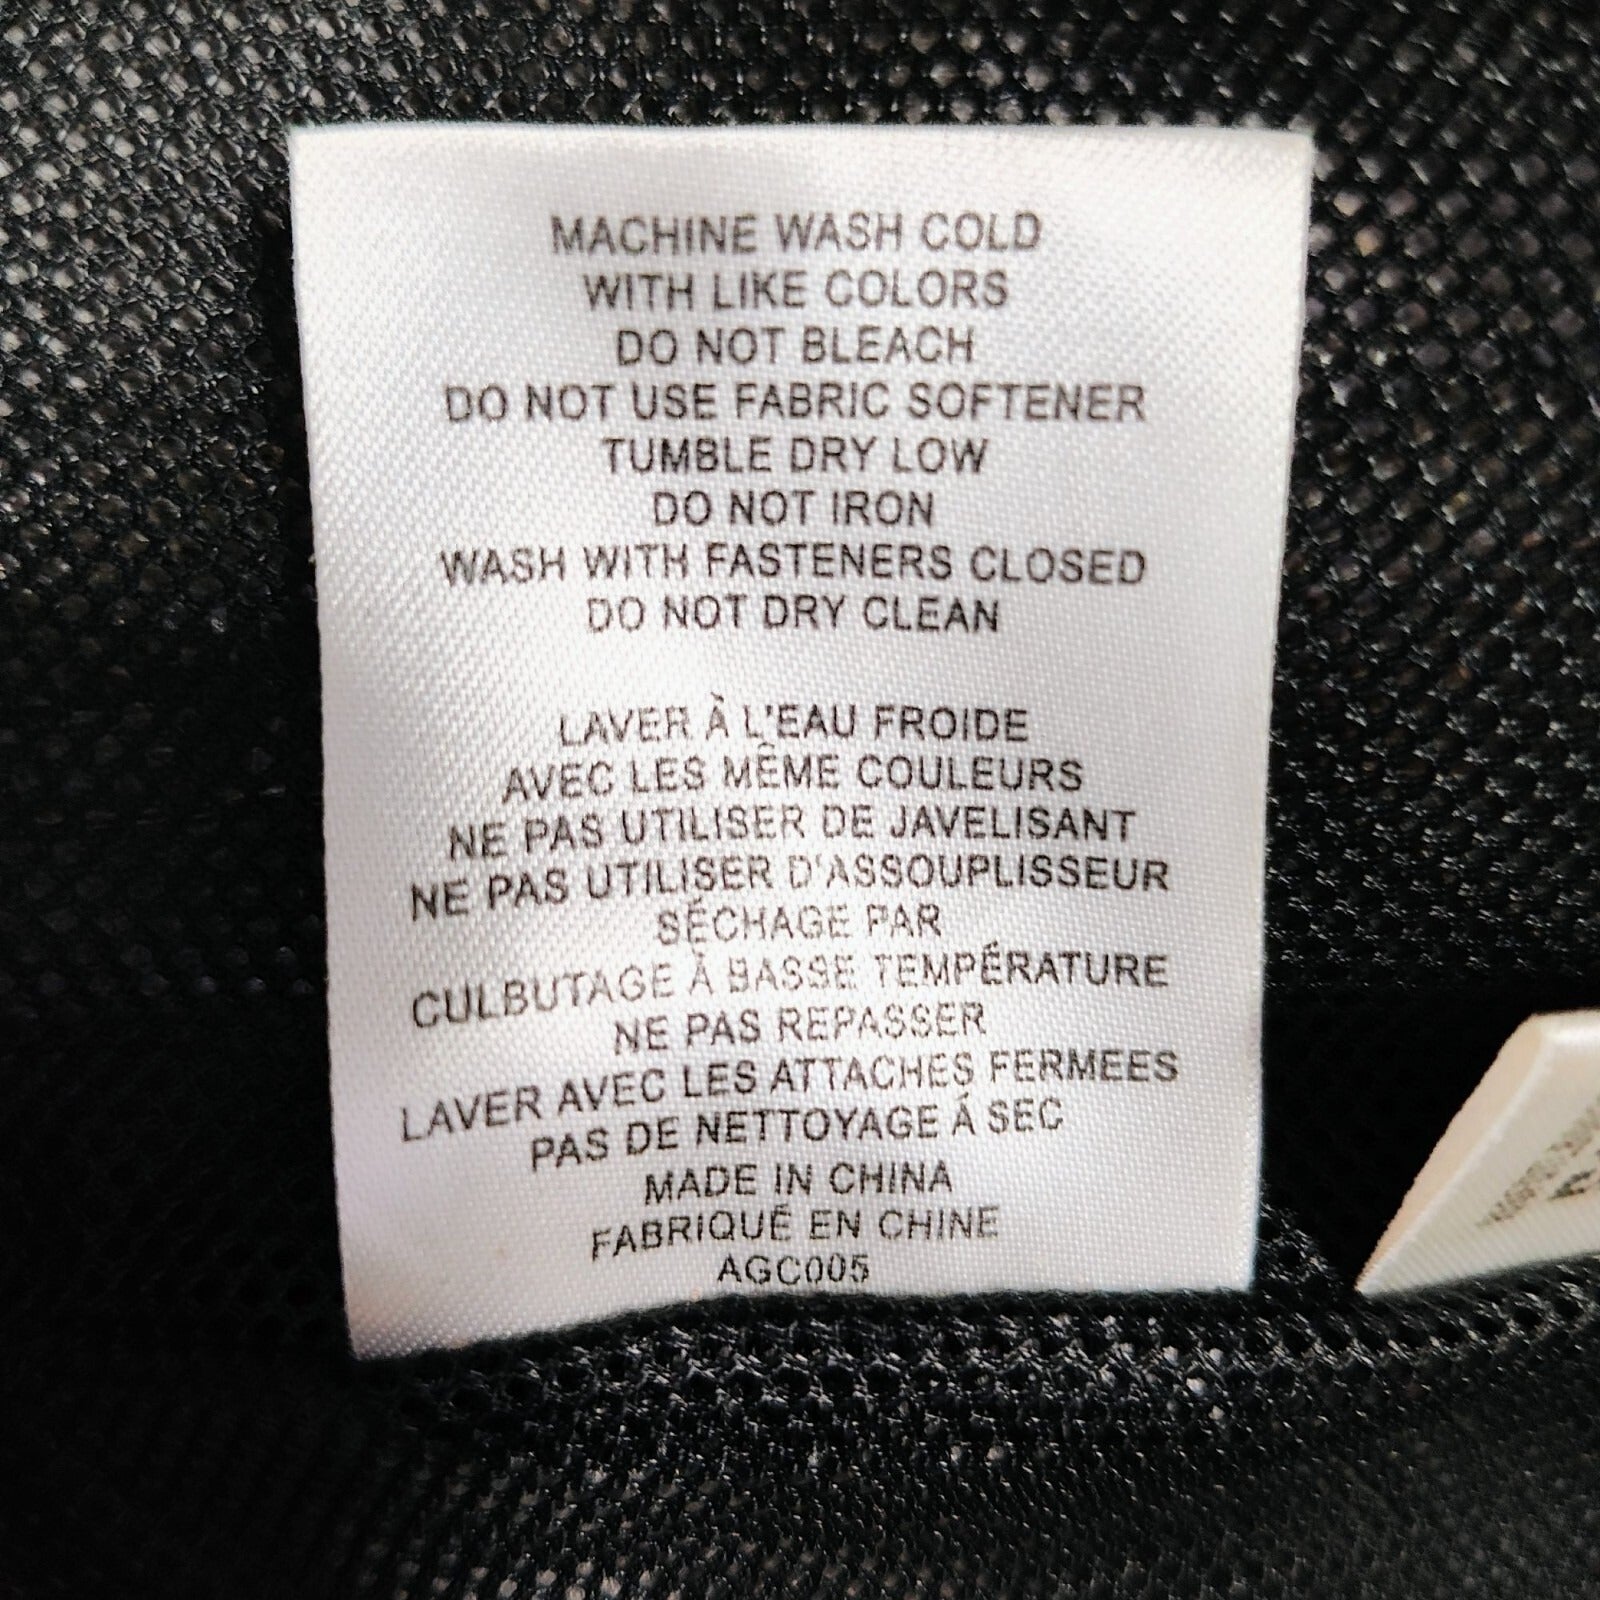 MACHINE WASH COLD
WITH LIKE COLORS
DO NOT BLEACH
DO NOT USE FABRIC SOFTENER
TUMBLE DRY LOW
DO NOT IRON
WASH WITH FASTENERS CLOSED
DO NOT DRY CLEAN
LAVER À L'EAU FROIDE
AVEC LES MÊME COULEURS
NE PAS UTILISER DE JAVELISANT
NE PAS UTILISER D'ASSOUPLISSEUR
SÉCHAGE PAR
CULBUTAGE À BASSE TEMPÉRATURE
NE PAS REPASSER
LAVER AVEC LES ATTACHES FERMEES
PAS DE NETTOYAGE Á SEC
MADE IN CHINA
FABRIQUÉ EN CHINE
AGC005